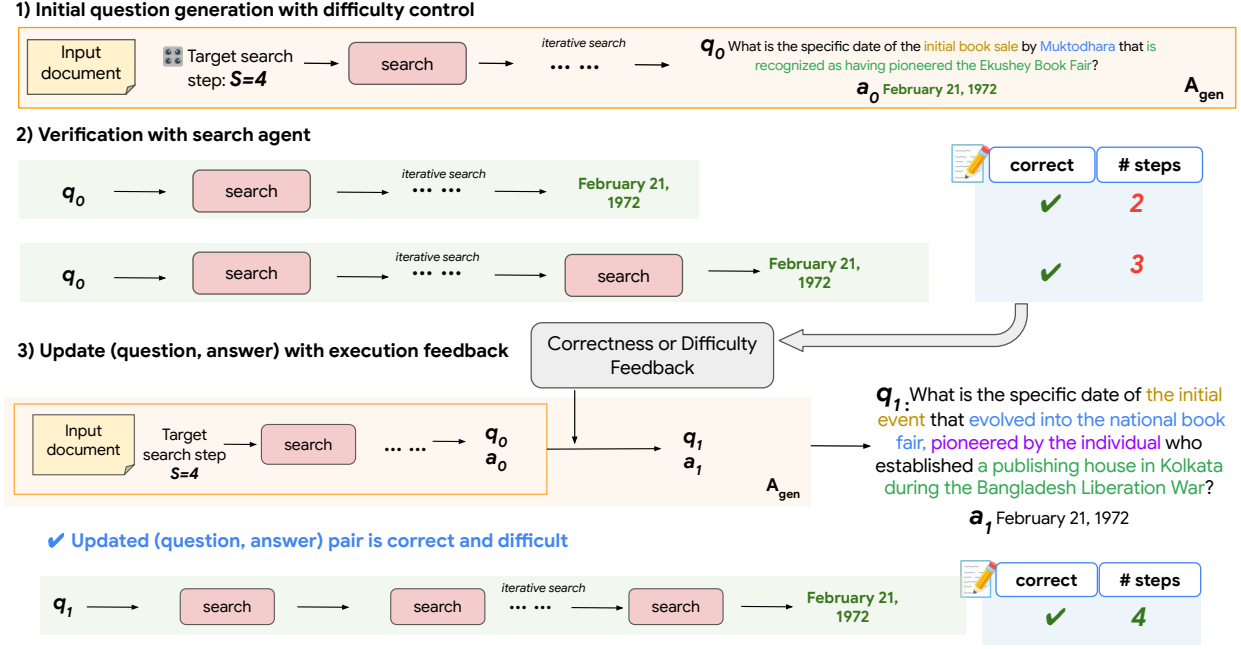 1) Initial question generation with difficulty control
Input
document
Target search
step: S=4
search
iterative search
... ...
q0 What is the specific date of the initial book sale by Muktodhara that is
recognized as having pioneered the Ekushey Book Fair?
a0 February 21, 1972
Agen
2) Verification with search agent
q0
search
iterative search
... ...
February 21,
1972
correct
# steps
✔
2
q0
search
iterative search
... ...
search
February 21,
1972
✔
3
3) Update (question, answer) with execution feedback
Correctness or Difficulty
Feedback
Input
document
Target
search step
S=4
search
... ...
q0
a0
q1
a1
Agen
q1: What is the specific date of the initial
event that evolved into the national book
fair, pioneered by the individual who
established a publishing house in Kolkata
during the Bangladesh Liberation War?
a1 February 21, 1972
✔ Updated (question, answer) pair is correct and difficult
q1
search
search
iterative search
... ...
search
February 21,
1972
correct
# steps
✔
4